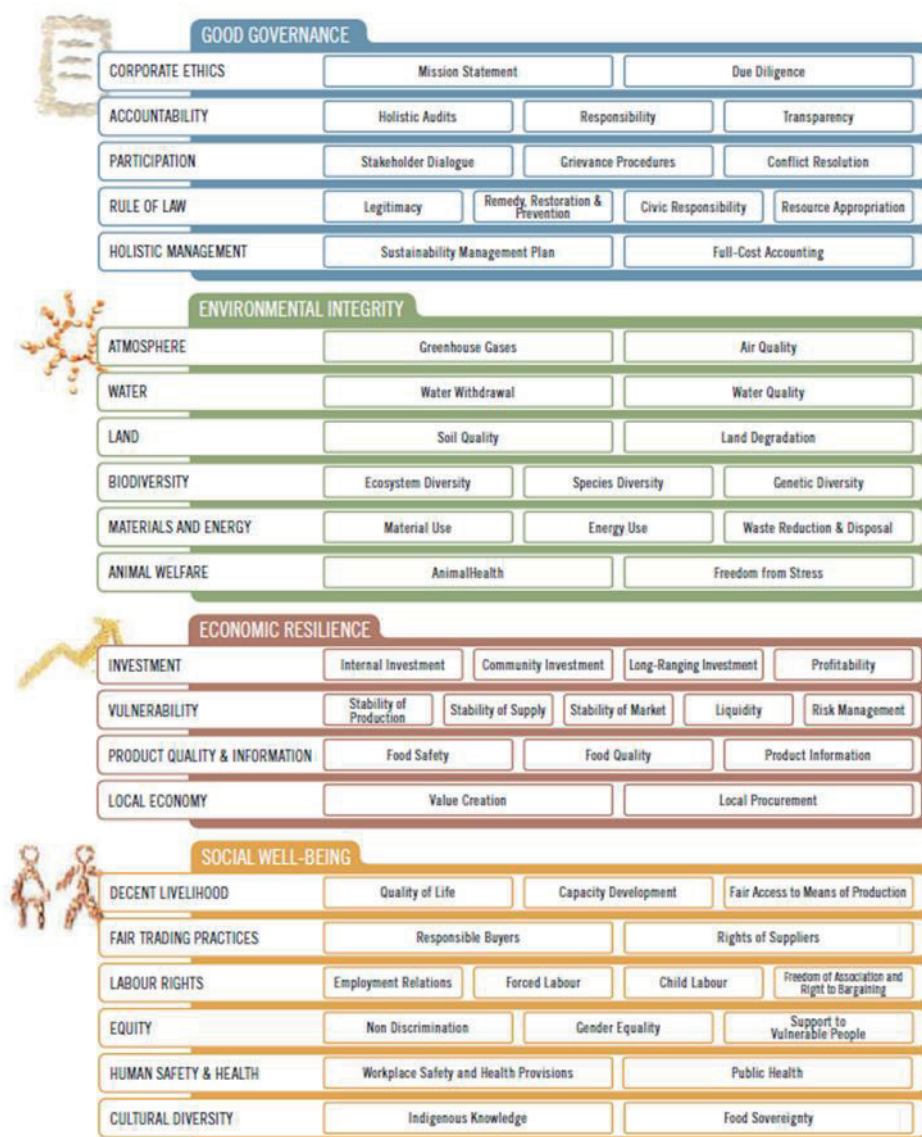 GOOD GOVERNANCE
CORPORATE ETHICS Mission Statement Due Diligence
ACCOUNTABILITY Holistic Audits Responsibility Transparency
PARTICIPATION Stakeholder Dialogue Grievance Procedures Conflict Resolution
RULE OF LAW Legitimacy Remedy, Restoration & Prevention Civic Responsibility Resource Appropriation
HOLISTIC MANAGEMENT Sustainability Management Plan Full-Cost Accounting
ENVIRONMENTAL INTEGRITY
ATMOSPHERE Greenhouse Gases Air Quality
WATER Water Withdrawal Water Quality
LAND Soil Quality Land Degradation
BIODIVERSITY Ecosystem Diversity Species Diversity Genetic Diversity
MATERIALS AND ENERGY Material Use Energy Use Waste Reduction & Disposal
ANIMAL WELFARE AnimalHealth Freedom from Stress
ECONOMIC RESILIENCE
INVESTMENT Internal Investment Community Investment Long-Ranging Investment Profitability
VULNERABILITY Stability of Production Stability of Supply Stability of Market Liquidity Risk Management
PRODUCT QUALITY & INFORMATION Food Safety Food Quality Product Information
LOCAL ECONOMY Value Creation Local Procurement
SOCIAL WELL-BEING
DECENT LIVELIHOOD Quality of Life Capacity Development Fair Access to Means of Production
FAIR TRADING PRACTICES Responsible Buyers Rights of Suppliers
LABOUR RIGHTS Employment Relations Forced Labour Child Labour Freedom of Association and Right to Bargaining
EQUITY Non Discrimination Gender Equality Support to Vulnerable People
HUMAN SAFETY & HEALTH Workplace Safety and Health Provisions Public Health
CULTURAL DIVERSITY Indigenous Knowledge Food Sovereignty